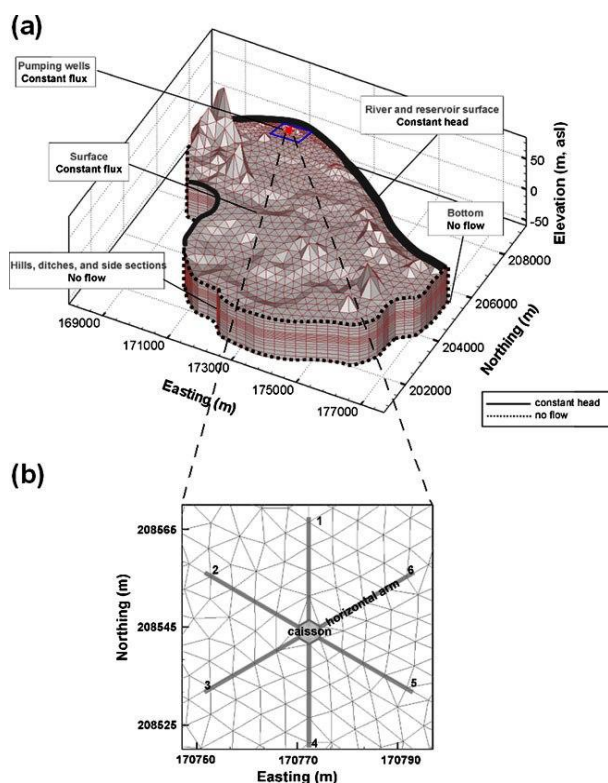 (a)
Pumping wells
Constant flux
River and reservoir surface
Constant head
Surface
Constant flux
Bottom
No flow
Hills, ditches, and side sections
No flow
50
0
-50
Elevation (m, asl)
208000
206000
204000
202000
Northing (m)
169000
171000
173000
175000
177000
Easting (m)
constant head
no flow
(b)
208565
208545
208525
Northing (m)
1
2
6
horizontal arm
caisson
3
5
4
170750
170770
170790
Easting (m)